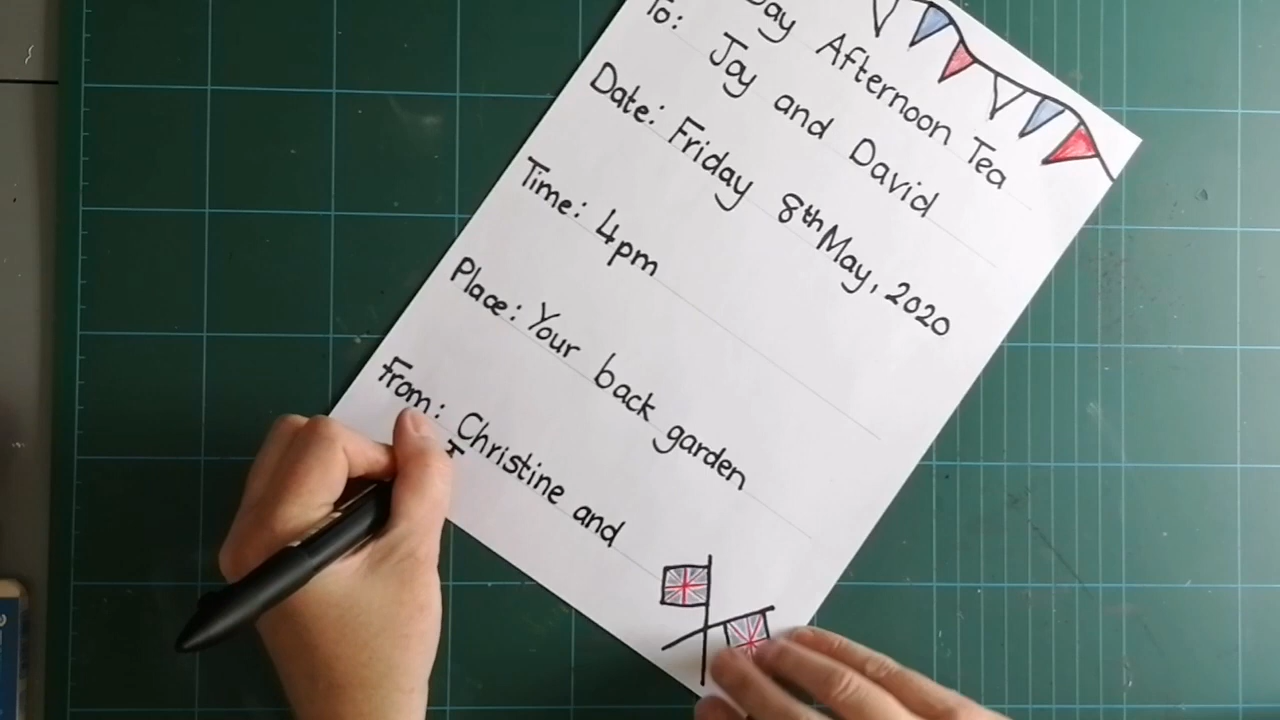 Day Afternoon Tea
To: Joy and David
Date: Friday 8th May, 2020
Time: 4pm
Place: Your back garden
From: Christine and